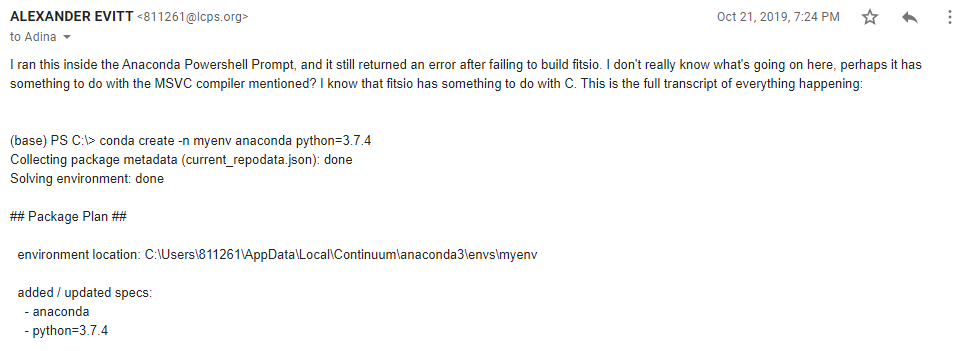 ALEXANDER EVITT <811261@lcps.org> Oct 21, 2019, 7:24 PM
to Adina
I ran this inside the Anaconda Powershell Prompt, and it still returned an error after failing to build fitsio. I don't really know what's going on here, perhaps it has
something to do with the MSVC compiler mentioned? I know that fitsio has something to do with C. This is the full transcript of everything happening:
(base) PS C:\> conda create -n myenv anaconda python=3.7.4
Collecting package metadata (current_repodata.json): done
Solving environment: done
## Package Plan ##
environment location: C:\Users\811261\AppData\Local\Continuum\anaconda3\envs\myenv
added / updated specs:
- anaconda
- python=3.7.4